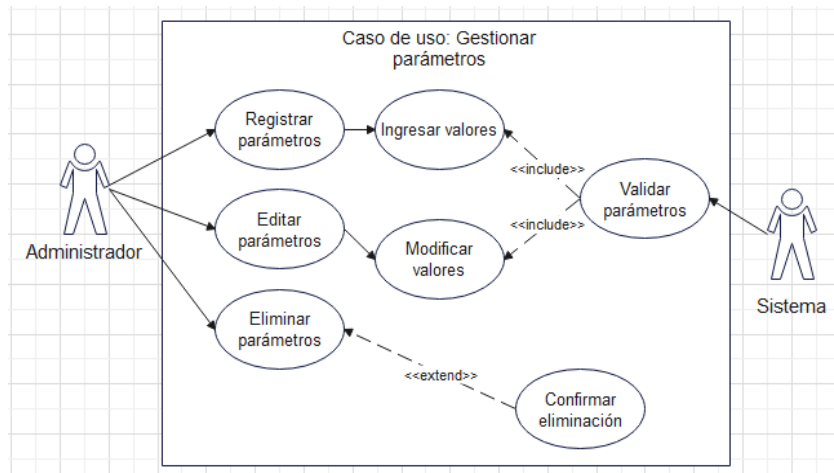 Caso de uso: Gestionar
parámetros
Registrar
parámetros
Ingresar valores
<<include>>
Validar
parámetros
Administrador
Editar
parámetros
<<include>>
Modificar
valores
Sistema
Eliminar
parámetros
<<extend>>
Confirmar
eliminación